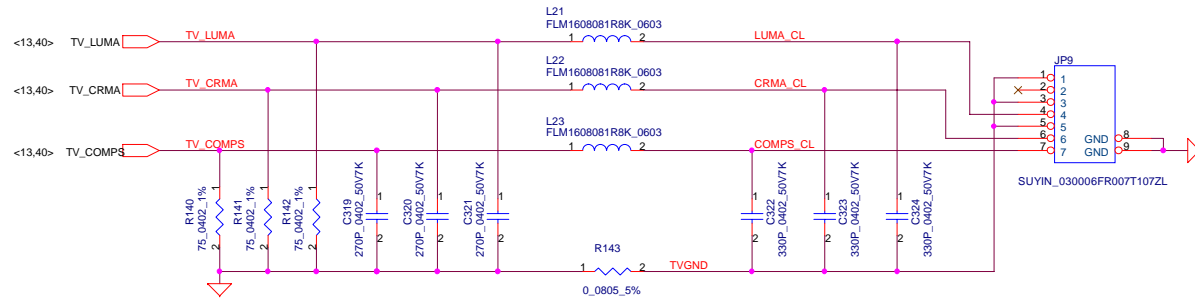 L21
FLM1608081R8K_0603
<13,40> TV_LUMA TV_LUMA 1 2 LUMA_CL
L22
FLM1608081R8K_0603
<13,40> TV_CRMA TV_CRMA 1 2 CRMA_CL
L23
FLM1608081R8K_0603
<13,40> TV_COMPS TV_COMPS 1 2 COMPS_CL
JP9
1 1
2 2
3 3
4 4
5 5
6 6 GND 8
7 7 GND 9
SUYIN_030006FR007T107ZL
R140
75_0402_1%
1
2
R141
75_0402_1%
1
2
R142
75_0402_1%
1
2
C319
270P_0402_50V7K
1
2
C320
270P_0402_50V7K
1
2
C321
270P_0402_50V7K
1
2
C322
330P_0402_50V7K
1
2
C323
330P_0402_50V7K
1
2
C324
330P_0402_50V7K
1
2
R143
1 2 TVGND
0_0805_5%